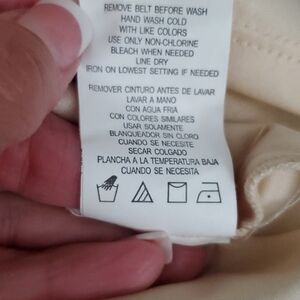 REMOVE BELT BEFORE WASH
HAND WASH COLD
WITH LIKE COLORS
USE ONLY NON-CHLORINE
BLEACH WHEN NEEDED
LINE DRY
IRON ON LOWEST SETTING IF NEEDED
REMOVER CINTURO ANTES DE LAVAR
LAVAR A MANO
CON AGUA FRIA
CON COLORES SIMILARES
USAR SOLAMENTE
BLANQUEADOR SIN CLORO
CUANDO SE NECESITE
SECAR COLGADO
PLANCHA A LA TEMPERATURA BAJA
CUANDO SE NECESITA